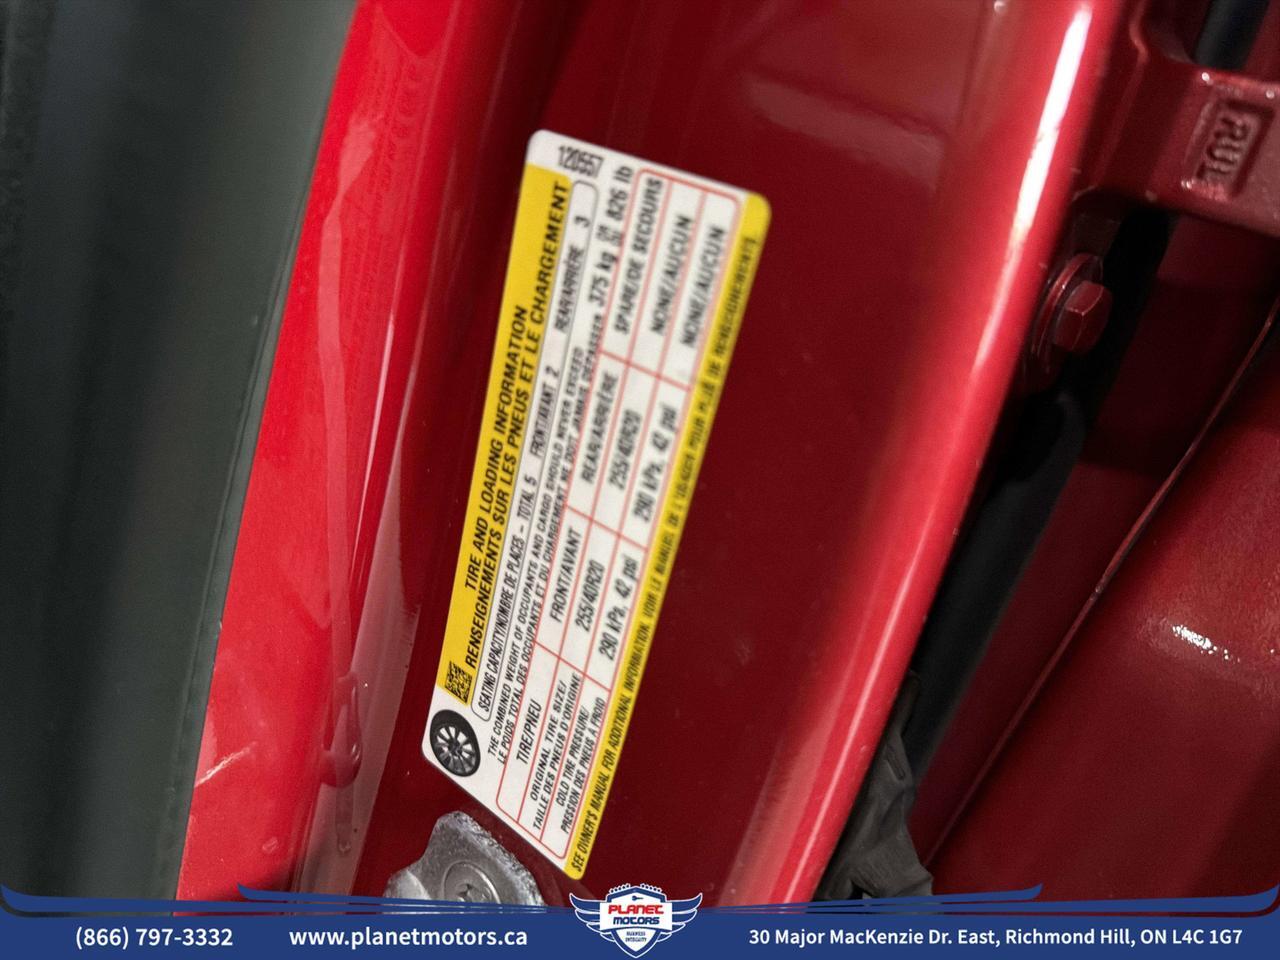 120557
TIRE AND LOADING INFORMATION
RENSEIGNEMENTS SUR LES PNEUS ET LE CHARGEMENT
SEATING CAPACITY/NOMBRE DE PLACES - TOTAL 5 FRONT/AVANT 2 REAR/ARRIÈRE 3
THE COMBINED WEIGHT OF OCCUPANTS AND CARGO SHOULD NEVER EXCEED
LE POIDS TOTAL DES OCCUPANTS ET DU CHARGEMENT NE DOIT JAMAIS DÉPASSER 375 kg OR/OU 826 lb
TIRE/PNEU FRONT/AVANT REAR/ARRIÈRE SPARE/DE SECOURS
ORIGINAL TIRE SIZE/
TAILLE DES PNEUS D'ORIGINE 255/40R20 255/40R20 NONE/AUCUN
COLD TIRE PRESSURE/
PRESSION DES PNEUS À FROID 290 kPa, 42 psi 290 kPa, 42 psi NONE/AUCUN
SEE OWNER'S MANUAL FOR ADDITIONAL INFORMATION. VOIR LE MANUEL DE L'USAGER POUR PLUS DE RENSEIGNEMENTS
PLANET
MOTORS
BUSINESS
INTEGRITY
(866) 797-3332 www.planetmotors.ca 30 Major MacKenzie Dr. East, Richmond Hill, ON L4C 1G7